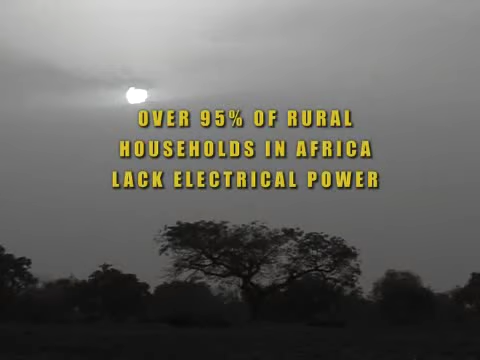 OVER 95% OF RURAL
HOUSEHOLDS IN AFRICA
LACK ELECTRICAL POWER